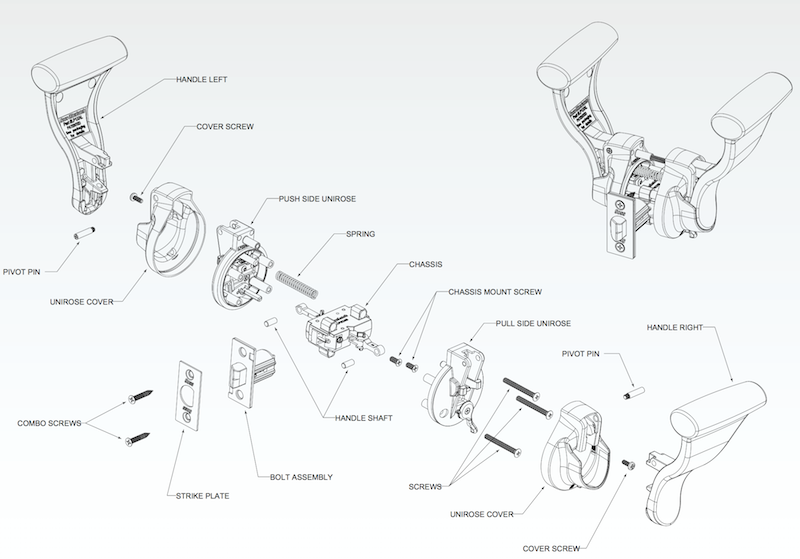 HANDLE LEFT
COVER SCREW
PUSH SIDE UNIROSE
SPRING
PIVOT PIN
CHASSIS
UNIROSE COVER
CHASSIS MOUNT SCREW
PULL SIDE UNIROSE
HANDLE RIGHT
PIVOT PIN
HANDLE SHAFT
COMBO SCREWS
BOLT ASSEMBLY
SCREWS
STRIKE PLATE
UNIROSE COVER
COVER SCREW